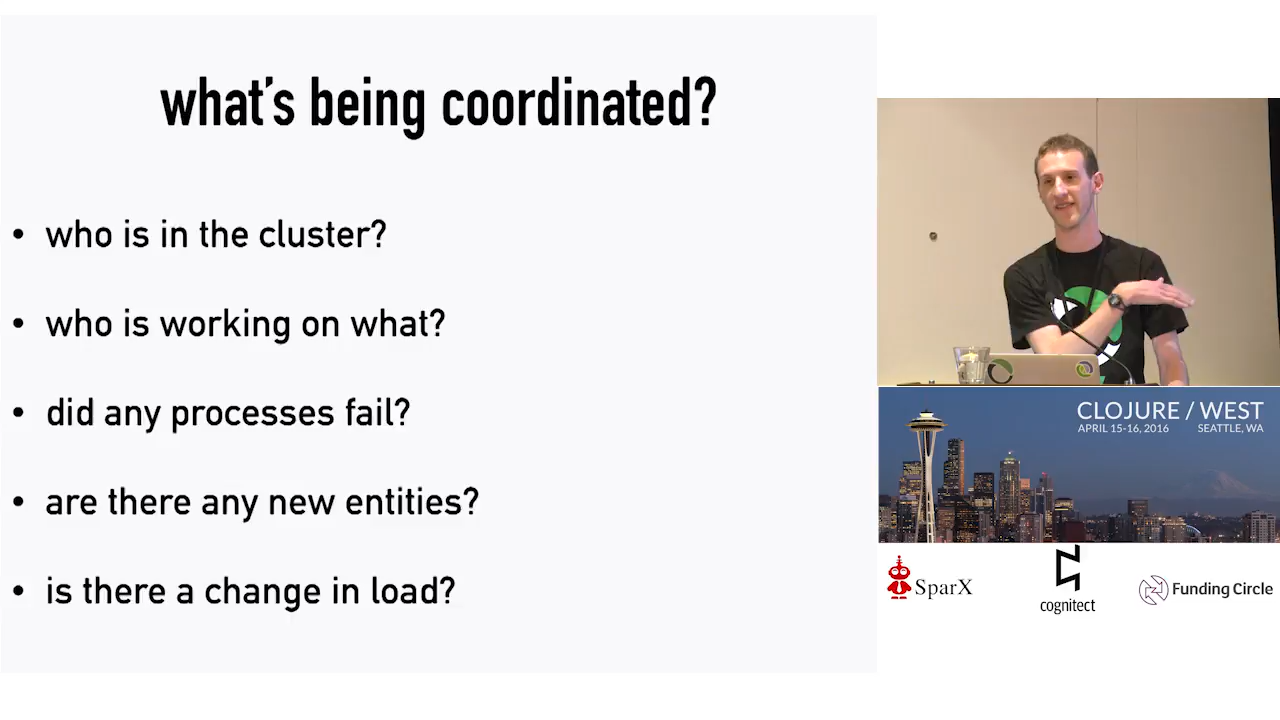 what's being coordinated?
• who is in the cluster?
• who is working on what?
• did any processes fail?
• are there any new entities?
• is there a change in load?
CLOJURE / WEST
APRIL 15-16, 2016 SEATTLE, WA
SparX
cognitect
Funding Circle